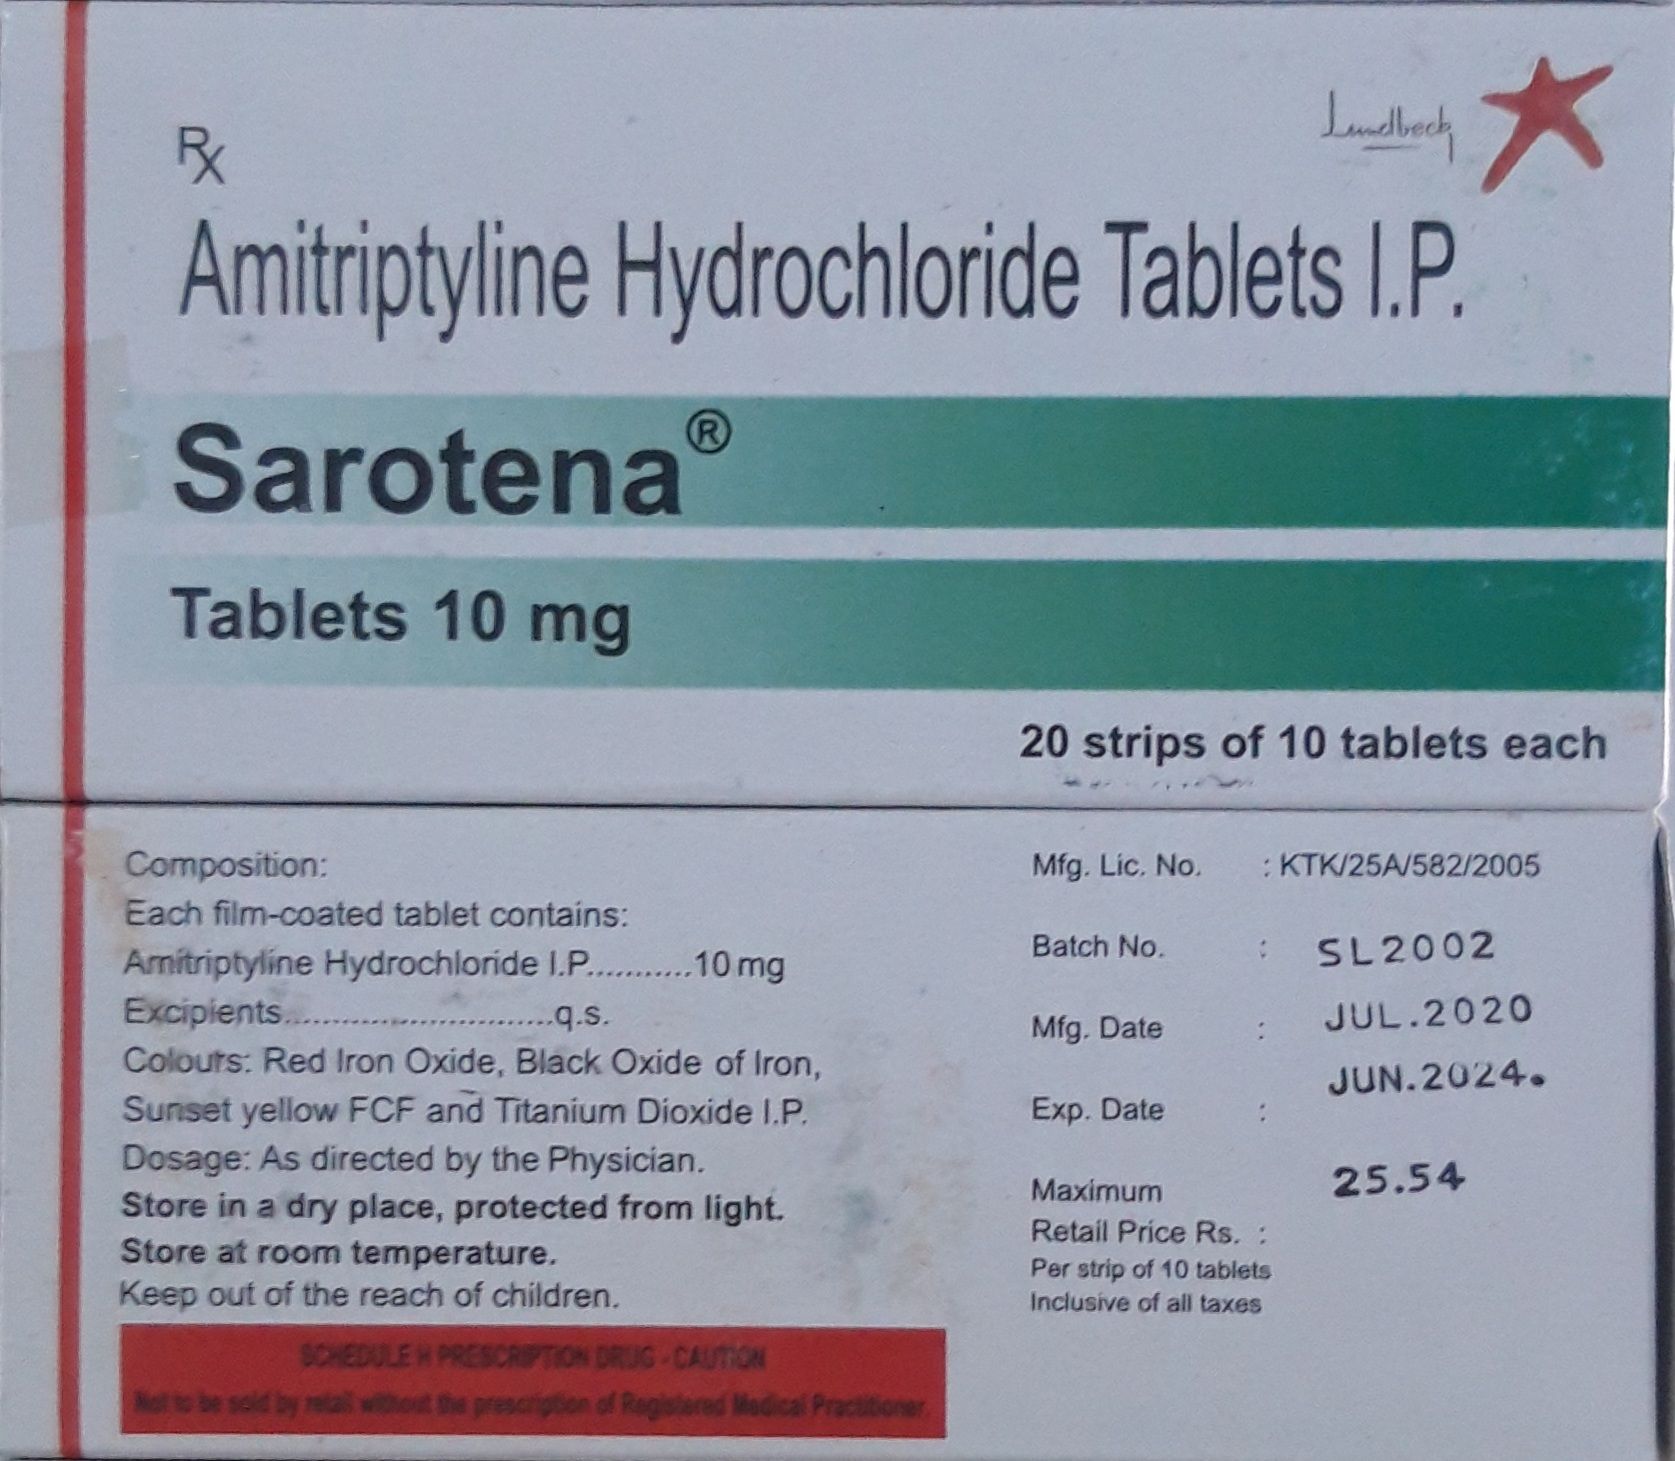 Rx
Lundbeck
Amitriptyline Hydrochloride Tablets I.P.
Sarotena®
Tablets 10 mg
20 strips of 10 tablets each
Composition:
Each film-coated tablet contains:
Amitriptyline Hydrochloride I.P...........10 mg
Excipients.............................q.s.
Colours: Red Iron Oxide, Black Oxide of Iron,
Sunset yellow FCF and Titanium Dioxide I.P.
Dosage: As directed by the Physician.
Store in a dry place, protected from light.
Store at room temperature.
Keep out of the reach of children.
SCHEDULE H PRESCRIPTION DRUG - CAUTION
Not to be sold by retail without the prescription of Registered Medical Practitioner.
Mfg. Lic. No. : KTK/25A/582/2005
Batch No. : SL2002
Mfg. Date : JUL.2020
Exp. Date : JUN.2024.
Maximum 25.54
Retail Price Rs. :
Per strip of 10 tablets
Inclusive of all taxes